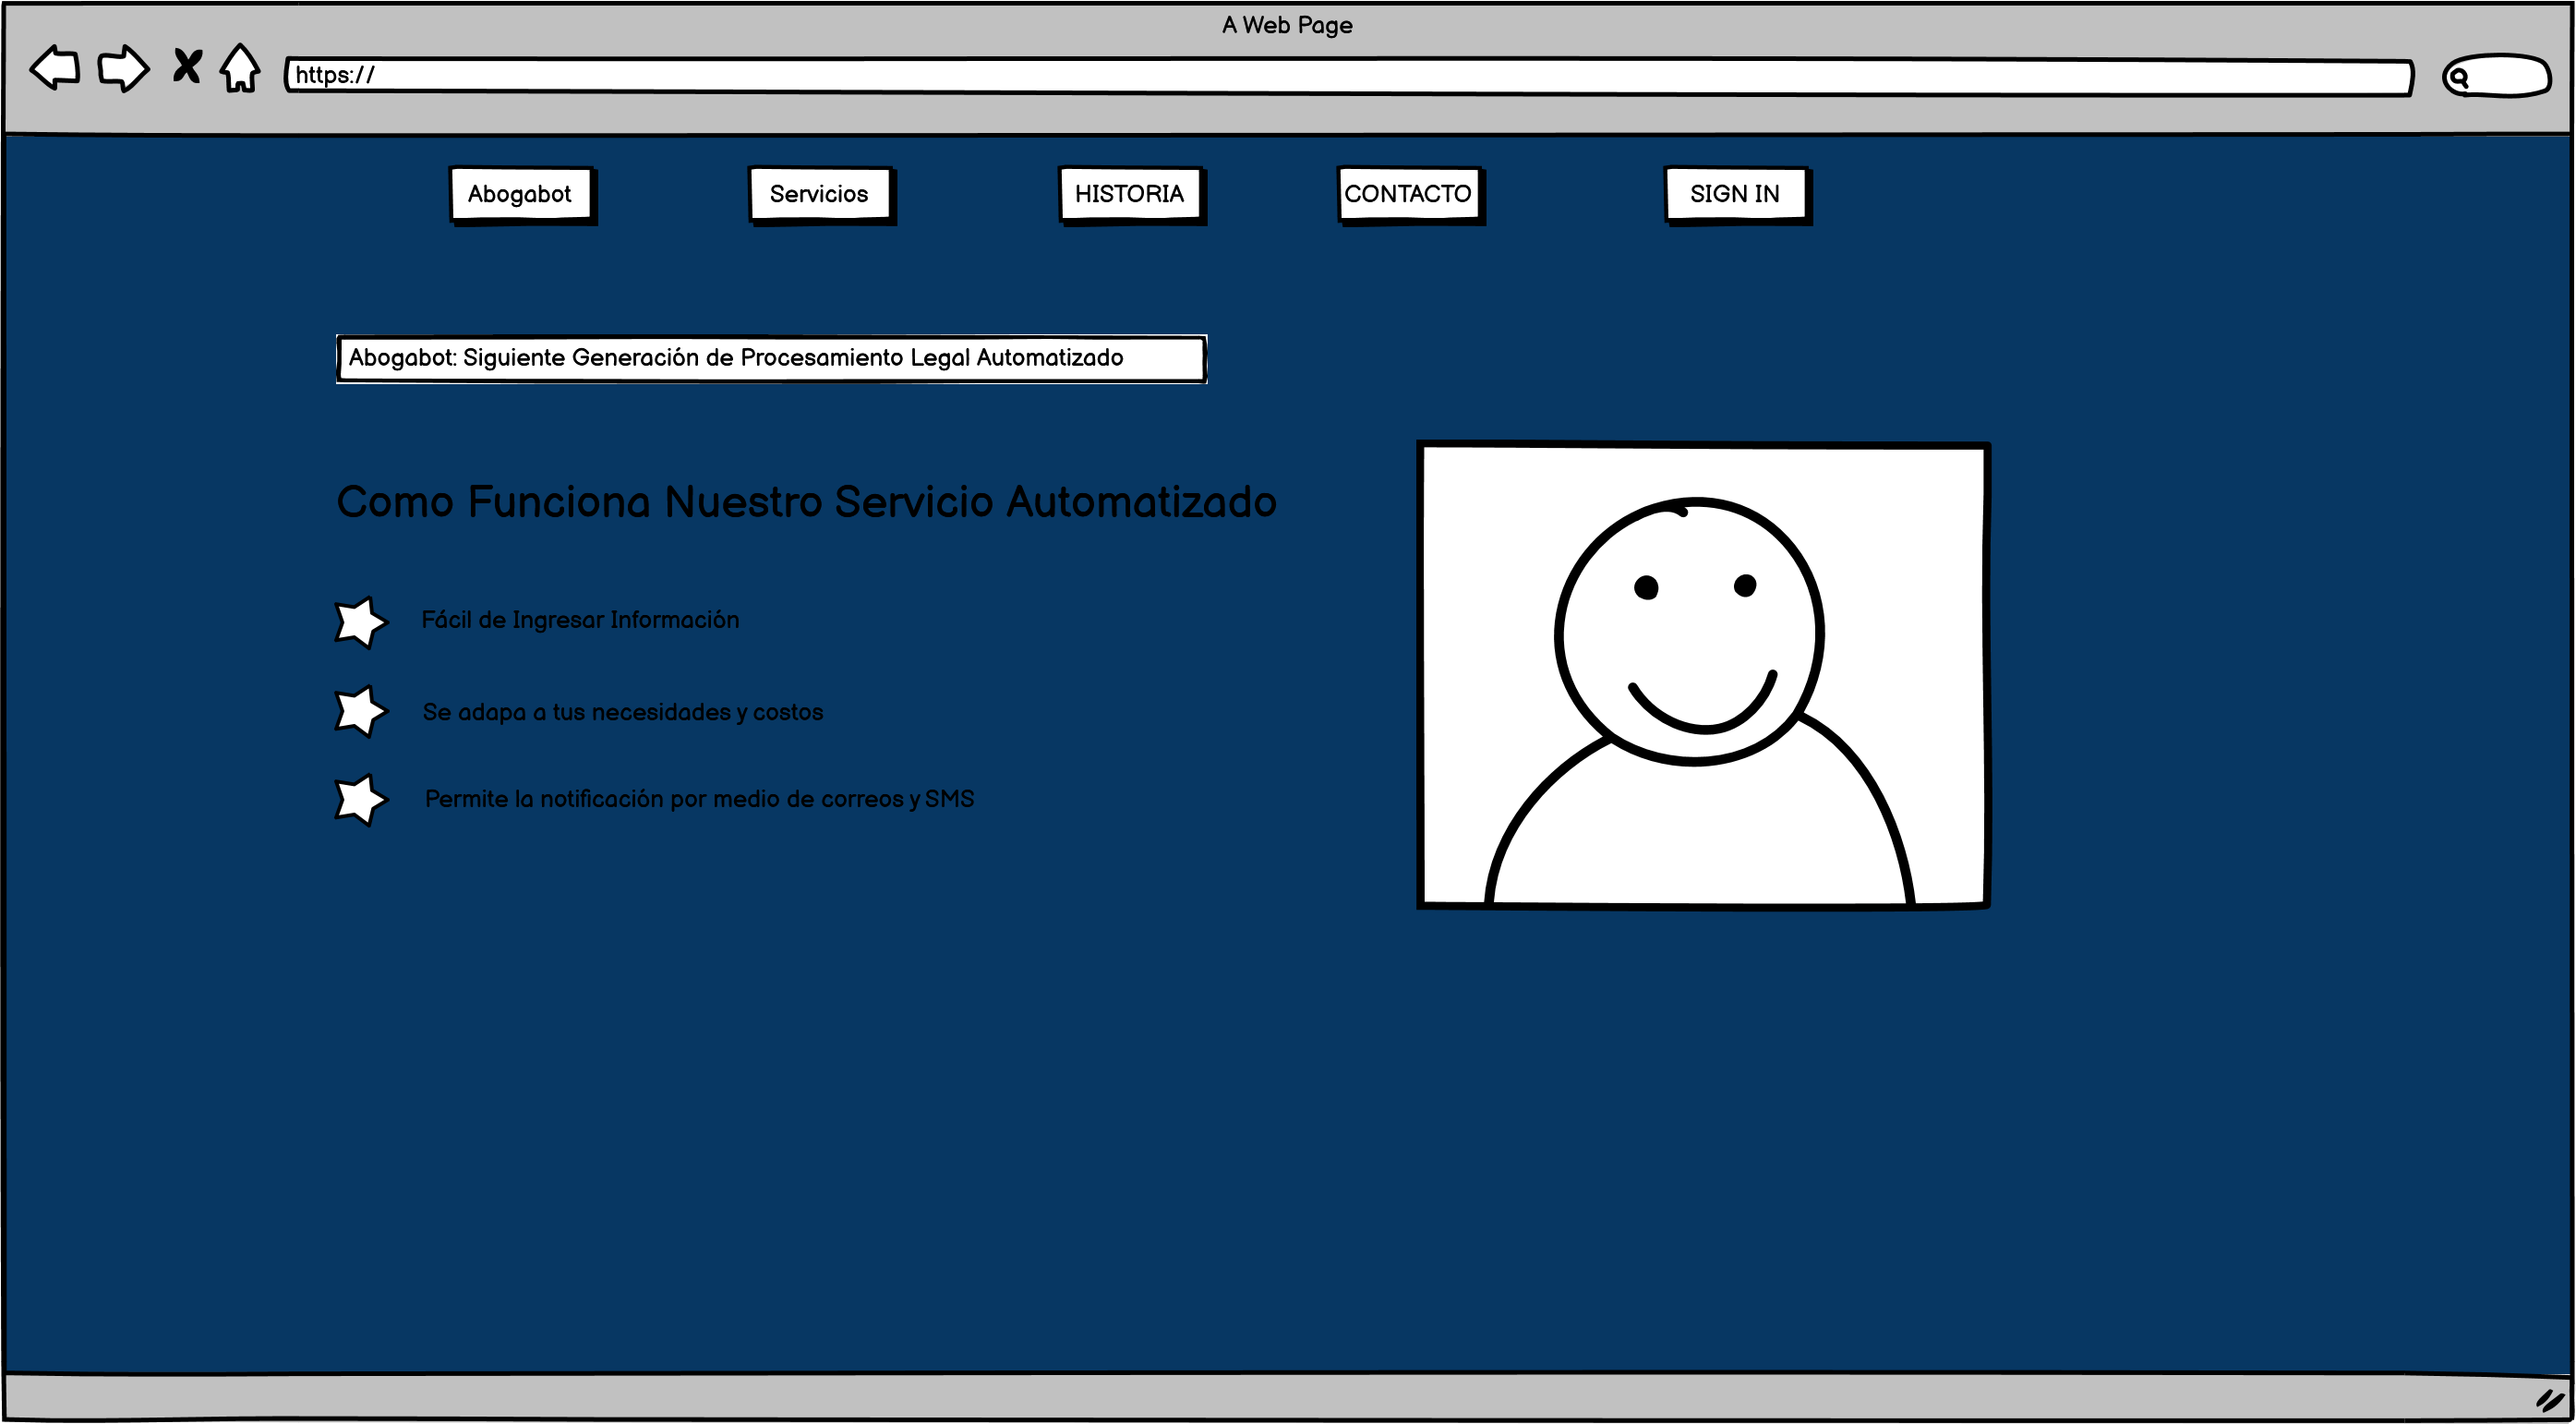 A Web Page
https://
Abogabot
Servicios
HISTORIA
CONTACTO
SIGN IN
Abogabot: Siguiente Generación de Procesamiento Legal Automatizado
Como Funciona Nuestro Servicio Automatizado
Fácil de Ingresar Información
Se adapa a tus necesidades y costos
Permite la notificación por medio de correos y SMS